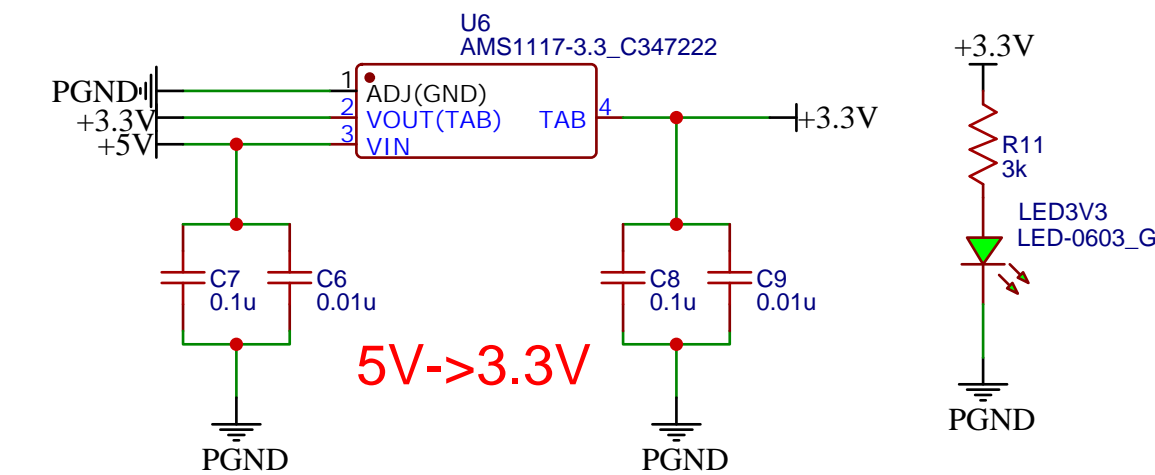 U6
AMS1117-3.3_C347222
PGND
+3.3V
+5V
1
2
3
ADJ(GND)
VOUT(TAB)
VIN
TAB
4
+3.3V
C7
0.1u
C6
0.01u
PGND
5V->3.3V
C8
0.1u
C9
0.01u
PGND
+3.3V
R11
3k
LED3V3
LED-0603_G
PGND